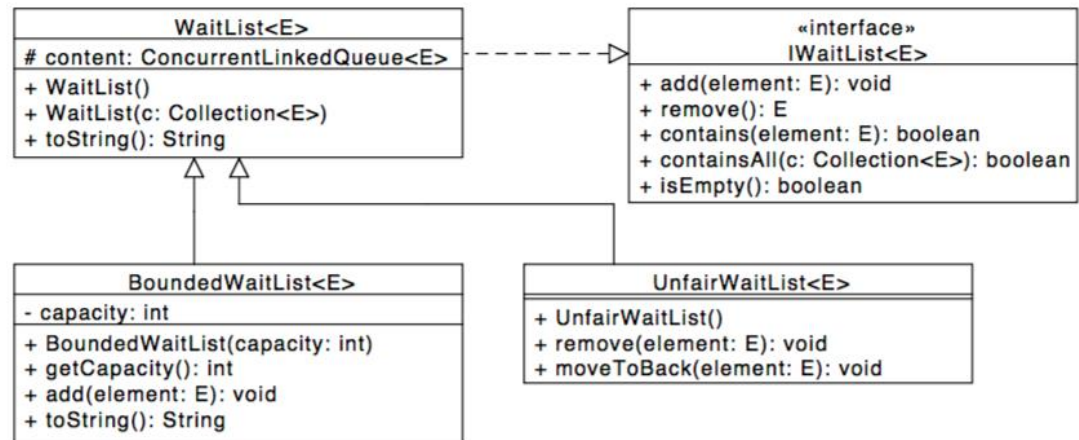 WaitList<E>
# content: ConcurrentLinkedQueue<E>
+ WaitList()
+ WaitList(c: Collection<E>)
+ toString(): String
«interface»
IWaitList<E>
+ add(element: E): void
+ remove(): E
+ contains(element: E): boolean
+ containsAll(c: Collection<E>): boolean
+ isEmpty(): boolean
BoundedWaitList<E>
- capacity: int
+ BoundedWaitList(capacity: int)
+ getCapacity(): int
+ add(element: E): void
+ toString(): String
UnfairWaitList<E>
+ UnfairWaitList()
+ remove(element: E): void
+ moveToBack(element: E): void